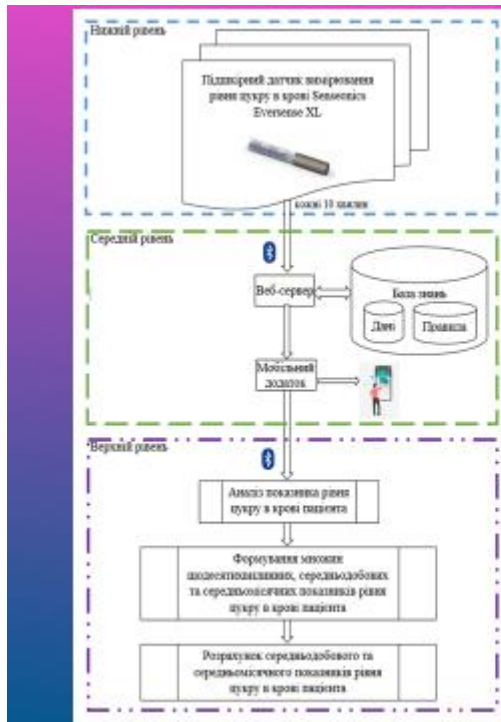 Нижній рівень
Підшкірний датчик вимірювання
рівня цукру в крові Senseonics
Eversense XL
кожні 10 хвилин
Середній рівень
Веб-сервер
База знань
Дані
Правила
Мобільний
додаток
Верхній рівень
Аналіз показника рівня
цукру в крові пацієнта
Формування множин
щодесятихвилинних, середньодобових
та середньомісячних показників рівня
цукру в крові пацієнта
Розрахунок середньодобового та
середньомісячного показників рівня
цукру в крові пацієнта